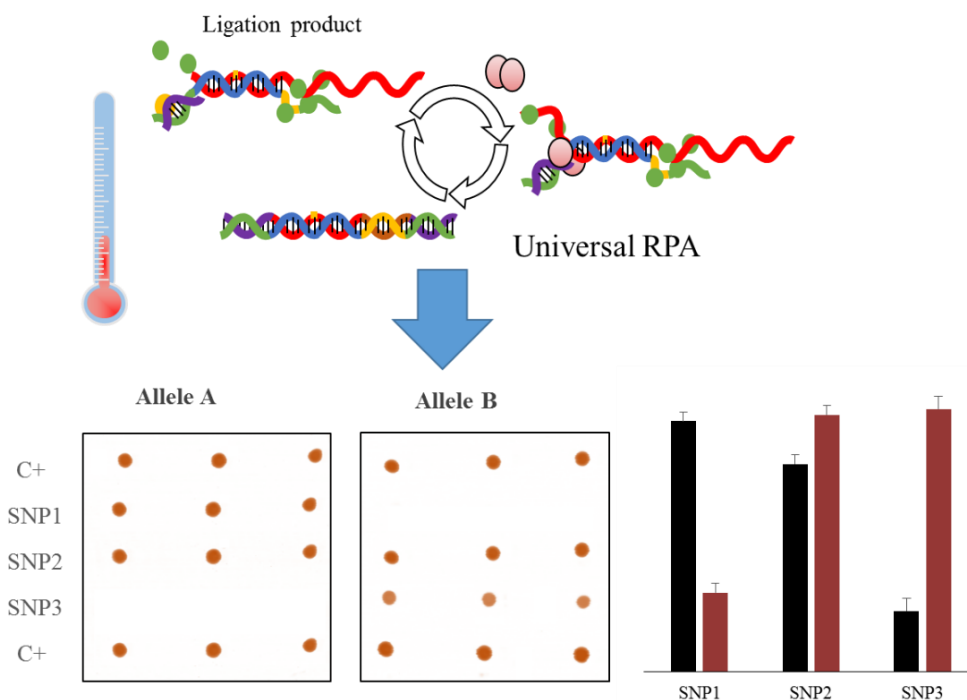 Ligation product
Universal RPA
Allele A
Allele B
C+
SNP1
SNP2
SNP3
C+
SNP1 SNP2 SNP3